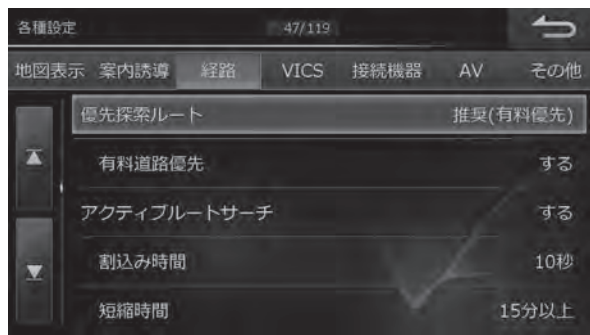 各種設定 47/119
地図表示 案内誘導 経路 VICS 接続機器 AV その他
優先探索ルート 推奨(有料優先)
有料道路優先 する
アクティブルートサーチ する
割込み時間 10秒
短縮時間 15分以上